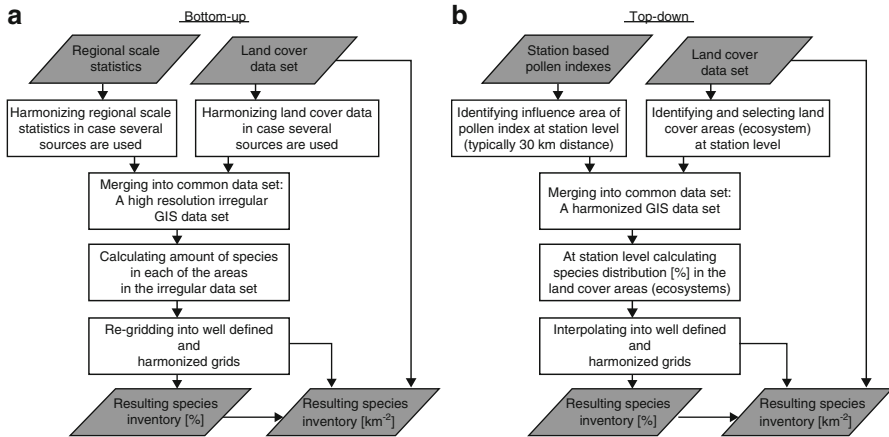 a
Bottom-up
Regional scale
statistics
Land cover
data set
Harmonizing regional scale
statistics in case several
sources are used
Harmonizing land cover data
in case several
sources are used
Merging into common data set:
A high resolution irregular
GIS data set
Calculating amount of species
in each of the areas
in the irregular data set
Re-gridding into well defined
and
harmonized grids
Resulting species
inventory [%]
Resulting species
inventory [km-2]
b
Top-down
Station based
pollen indexes
Land cover
data set
Identifying influence area of
pollen index at station level
(typically 30 km distance)
Identifying and selecting land
cover areas (ecosystem)
at station level
Merging into common data set:
A harmonized GIS data set
At station level calculating
species distribution [%] in the
land cover areas (ecosystems)
Interpolating into well defined
and
harmonized grids
Resulting species
inventory [%]
Resulting species
inventory [km-2]